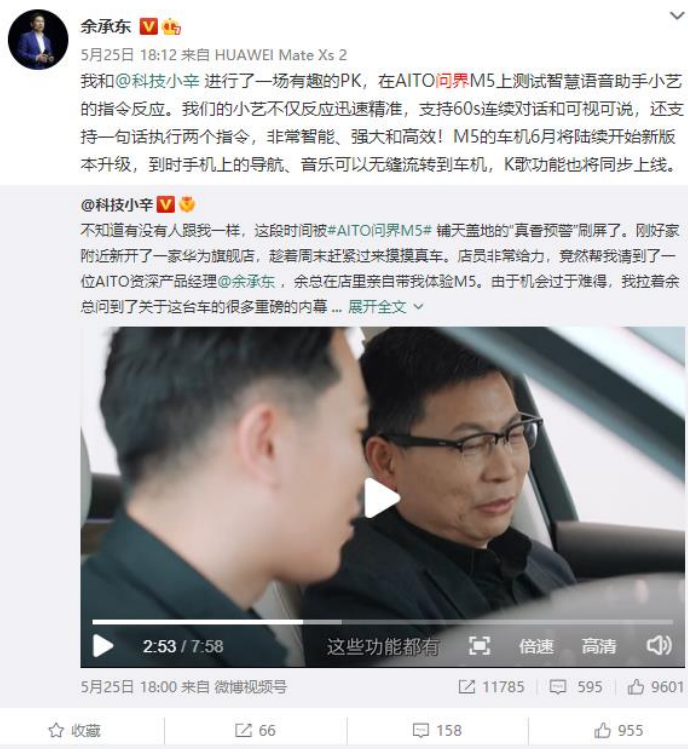 余承东
5月25日 18:12 来自 HUAWEI Mate Xs 2
我和@科技小辛 进行了一场有趣的PK，在AITO问界M5上测试智慧语音助手小艺
的指令反应。我们的小艺不仅反应迅速精准，支持60s连续对话和可视可说，还支
持一句话执行两个指令，非常智能、强大和高效！M5的车机6月将陆续开始新版
本升级，到时手机上的导航、音乐可以无缝流转到车机，K歌功能也将同步上线。
@科技小辛
不知道有没有人跟我一样，这段时间被#AITO问界M5# 铺天盖地的“真香预警”刷屏了。刚好家
附近新开了一家华为旗舰店，趁着周末赶紧过来摸摸真车。店员非常给力，竟然帮我请到了一
位AITO资深产品经理@余承东 ，余总在店里亲自带我体验M5。由于机会过于难得，我拉着余
总问到了关于这台车的很多重磅的内幕 ... 展开全文
2:53 / 7:58 这些功能都有 倍速 高清
5月25日 18:00 来自 微博视频号 11785 595 9601
收藏 66 158 955